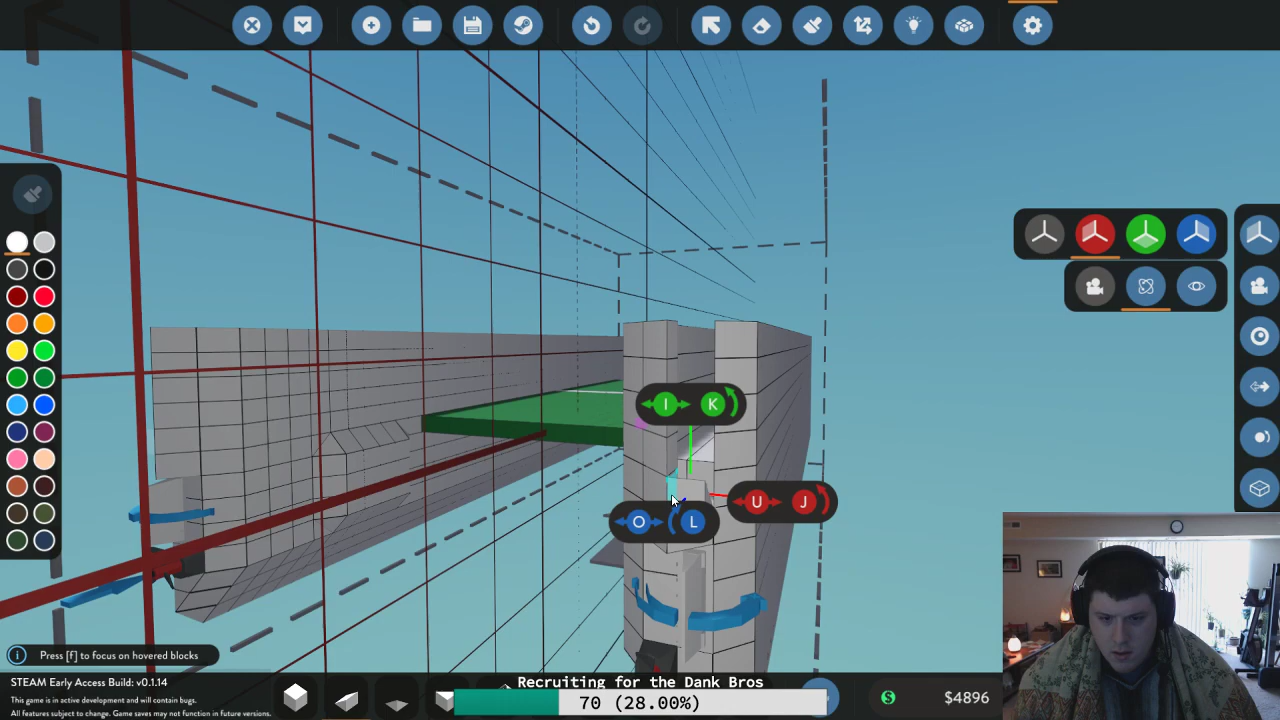 I K
U J
O L
Press [f] to focus on hovered blocks
STEAM Early Access Build: v0.1.14
This game is in active development and will contain bugs.
All features subject to change. Game saves may not function in future versions.
Recruiting for the Dank Bros
70 (28.00%)
$4896